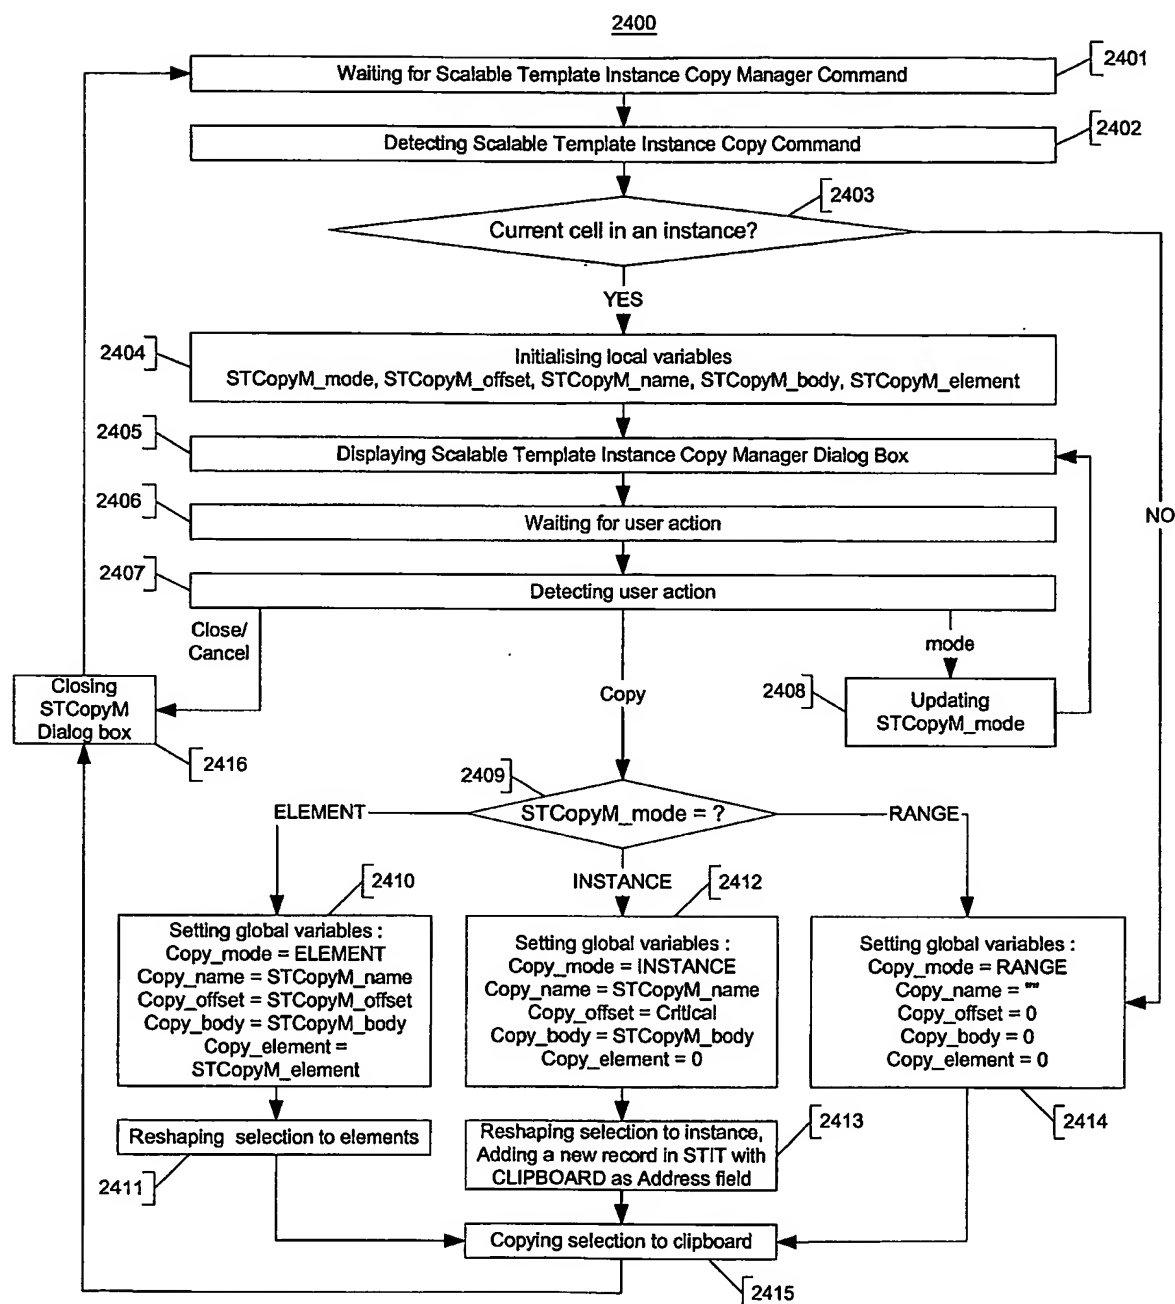 2400
Waiting for Scalable Template Instance Copy Manager Command
2401
Detecting Scalable Template Instance Copy Command
2402
2403
Current cell in an instance?
YES
2404
Initialising local variables
STCopyM_mode, STCopyM_offset, STCopyM_name, STCopyM_body, STCopyM_element
2405
Displaying Scalable Template Instance Copy Manager Dialog Box
2406
Waiting for user action
NO
2407
Detecting user action
Close/
Cancel
mode
Copy
Closing
STCopyM
Dialog box
2408
Updating
STCopyM_mode
2416
2409
ELEMENT
STCopyM_mode = ?
RANGE
2410
INSTANCE
2412
Setting global variables :
Copy_mode = ELEMENT
Copy_name = STCopyM_name
Copy_offset = STCopyM_offset
Copy_body = STCopyM_body
Copy_element =
STCopyM_element
Setting global variables :
Copy_mode = INSTANCE
Copy_name = STCopyM_name
Copy_offset = Critical
Copy_body = STCopyM_body
Copy_element = 0
Setting global variables :
Copy_mode = RANGE
Copy_name = ""
Copy_offset = 0
Copy_body = 0
Copy_element = 0
Reshaping selection to elements
2411
Reshaping selection to instance,
Adding a new record in STIT with
CLIPBOARD as Address field
2413
2414
Copying selection to clipboard
2415